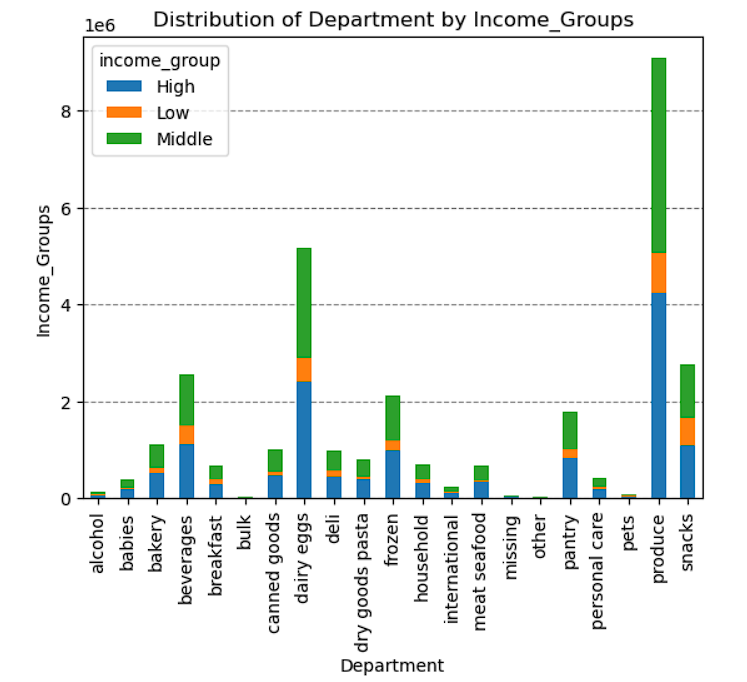 Distribution of Department by Income_Groups
1e6
income_group
High
Low
Middle
8
6
4
2
0
Income_Groups
alcohol
babies
bakery
beverages
breakfast
bulk
canned goods
dairy eggs
deli
dry goods pasta
frozen
household
international
meat seafood
missing
other
pantry
personal care
pets
produce
snacks
Department